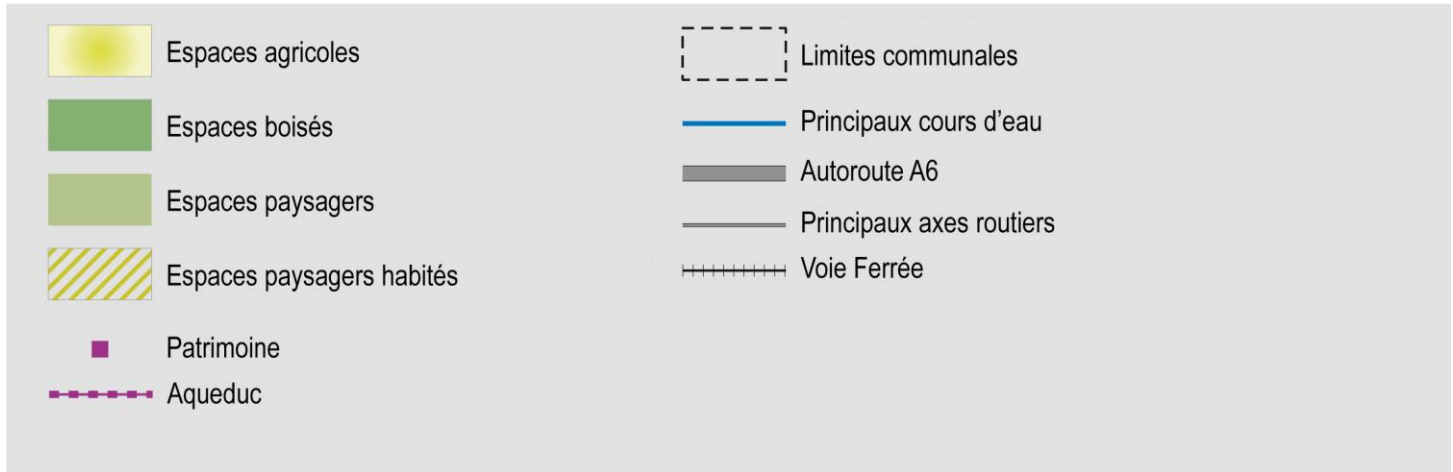 Espaces agricoles
Espaces boisés
Espaces paysagers
Espaces paysagers habités
Patrimoine
Aqueduc
Limites communales
Principaux cours d'eau
Autoroute A6
Principaux axes routiers
Voie Ferrée